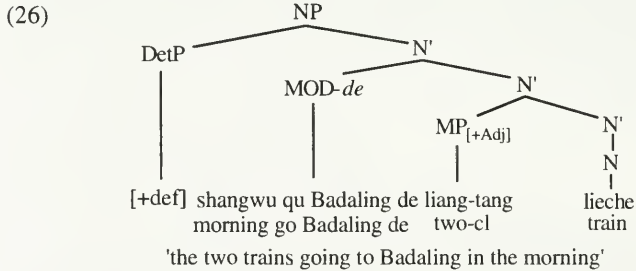 (26)
NP
DetP
N'
MOD-de
N'
MP[+Adj]
N'
N
[+def] shangwu qu Badaling de liang-tang lieche
morning go Badaling de two-cl train
'the two trains going to Badaling in the morning'